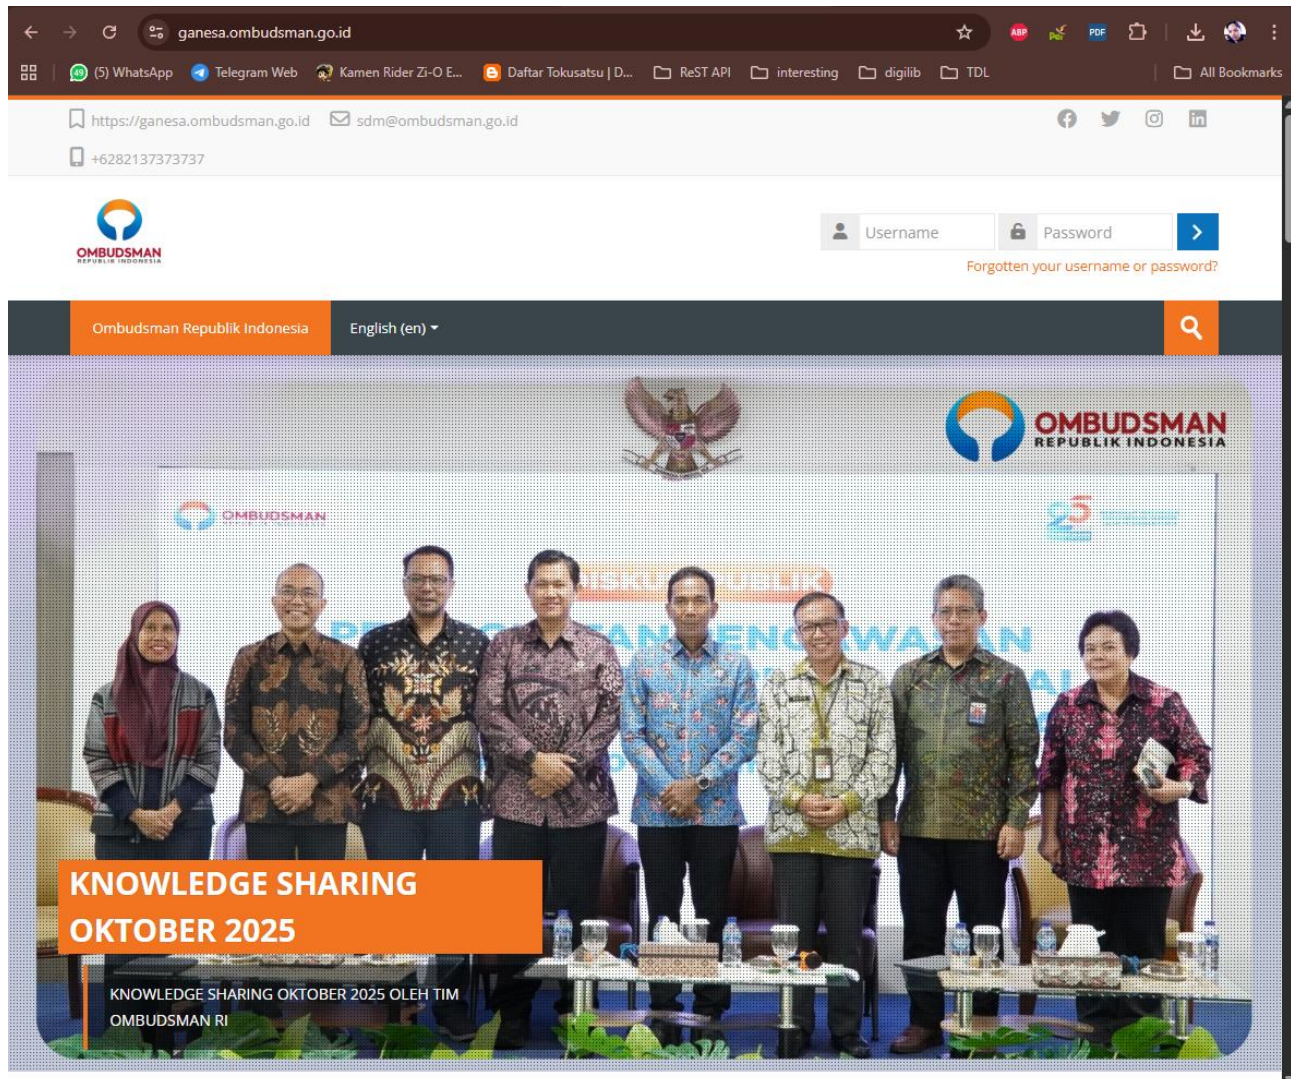 ganesa.ombudsman.go.id
ABP
PDF
(5) WhatsApp
Telegram Web
Kamen Rider Zi-O E...
Daftar Tokusatsu | D...
ReST API
interesting
digilib
TDL
All Bookmarks
https://ganesa.ombudsman.go.id
sdm@ombudsman.go.id
+6282137373737
OMBUDSMAN
REPUBLIK INDONESIA
Username
Password
Forgotten your username or password?
Ombudsman Republik Indonesia
English (en)
OMBUDSMAN
REPUBLIK INDONESIA
OMBUDSMAN
25
KNOWLEDGE SHARING
OKTOBER 2025
KNOWLEDGE SHARING OKTOBER 2025 OLEH TIM
OMBUDSMAN RI